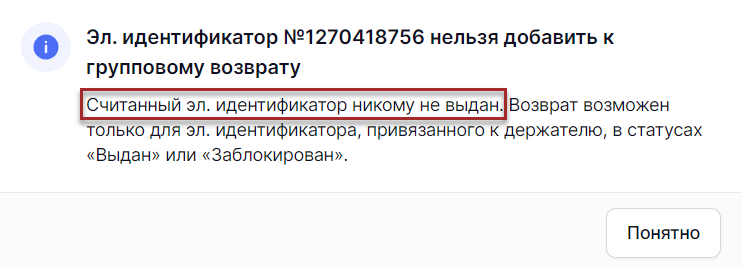 Эл. идентификатор №1270418756 нельзя добавить к
групповому возврату
Считанный эл. идентификатор никому не выдан. Возврат возможен
только для эл. идентификатора, привязанного к держателю, в статусах
«Выдан» или «Заблокирован».
Понятно